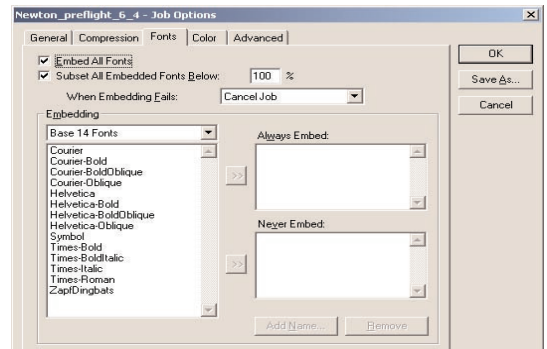 Newton_preflight_6_4 - Job Options
General Compression Fonts Color Advanced
OK
Embed All Fonts
Subset All Embedded Fonts Below: 100 %
Save As...
When Embedding Fails: Cancel Job
Cancel
Embedding
Base 14 Fonts
Always Embed:
Courier
Courier-Bold
Courier-BoldOblique
Courier-Oblique
>>
Helvetica
Helvetica-Bold
Helvetica-BoldOblique
Helvetica-Oblique
Never Embed:
Symbol
Times-Bold
Times-BoldItalic
Times-Italic
>>
Times-Roman
ZapfDingbats
Add Name... Remove